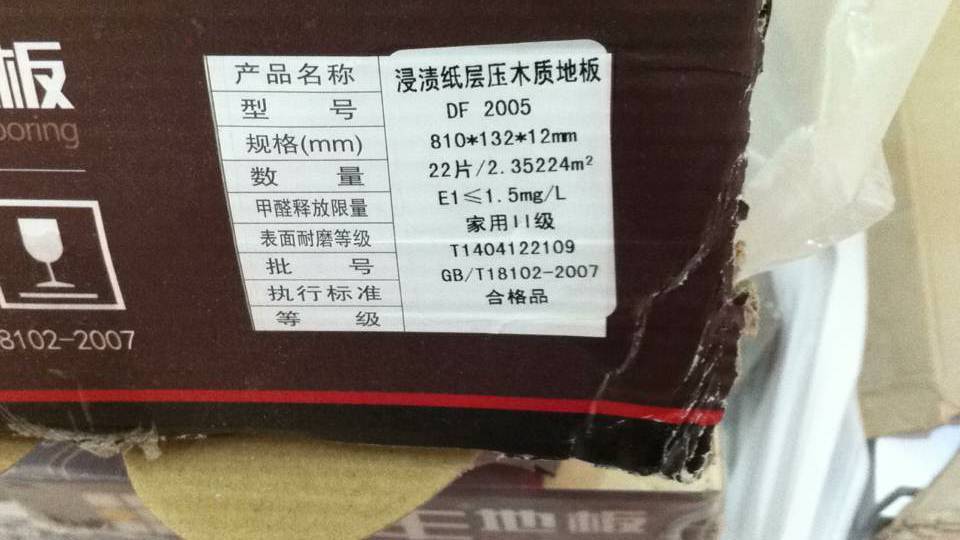 板
oring
产品名称 浸渍纸层压木质地板
型 号 DF 2005
规格(mm) 810*132*12mm
数 量 22片/2.35224m²
甲醛释放限量 E1≤1.5mg/L
表面耐磨等级 家用II级
批 号 T1404122109
执行标准 GB/T18102-2007
等 级 合格品
8102-2007
地板